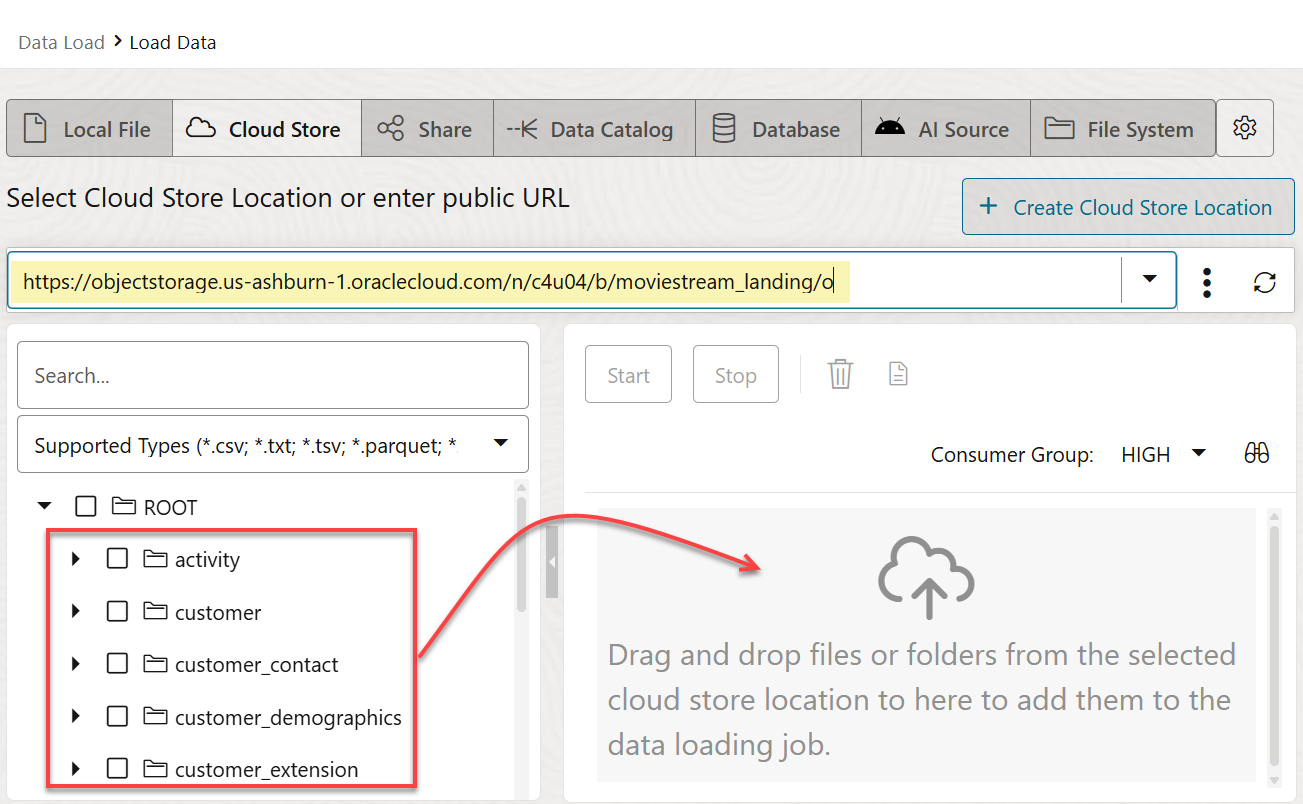 Data Load > Load Data
Local File
Cloud Store
Share
Data Catalog
Database
AI Source
File System
Select Cloud Store Location or enter public URL
+ Create Cloud Store Location
https://objectstorage.us-ashburn-1.oraclecloud.com/n/c4u04/b/moviestream_landing/o
Search...
Supported Types (*.csv; *.txt; *.tsv; *.parquet; *.
ROOT
activity
customer
customer_contact
customer_demographics
customer_extension
Start
Stop
Consumer Group: HIGH
Drag and drop files or folders from the selected
cloud store location to here to add them to the
data loading job.